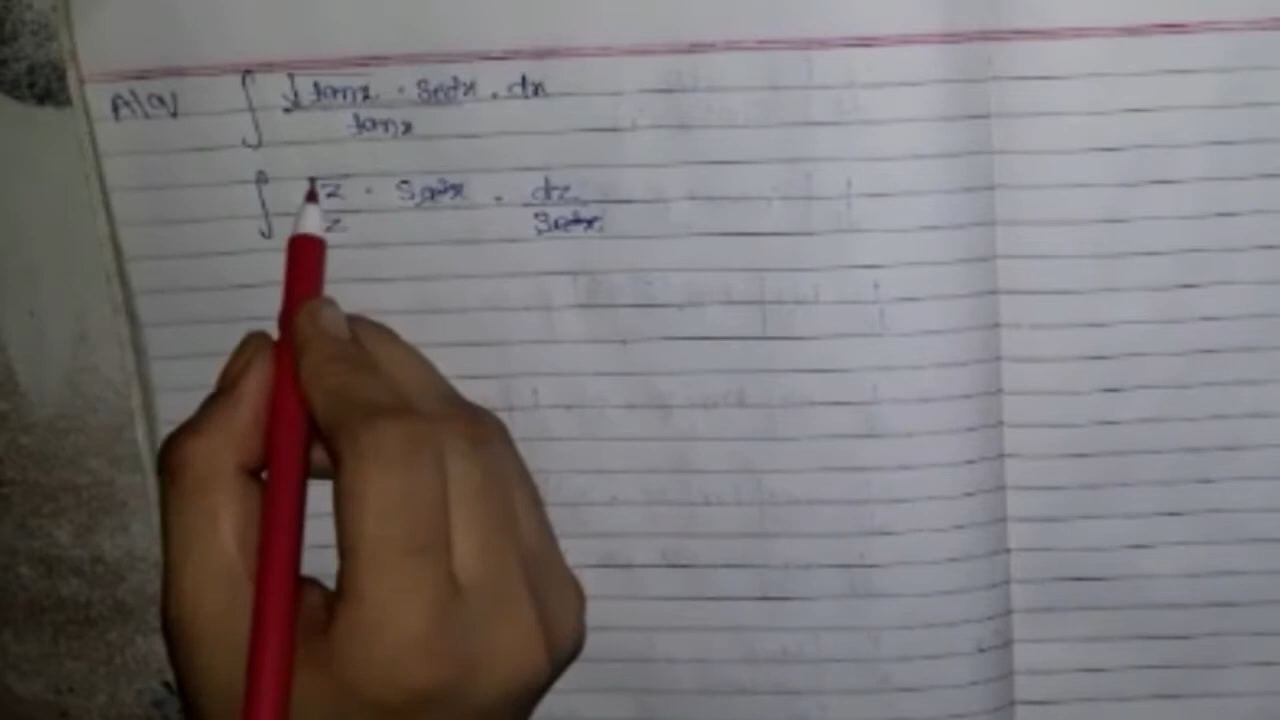 A/Q ∫ √tanx · sec²x . dx / tanx
∫ √z / z · sec²x . dz / sec²x